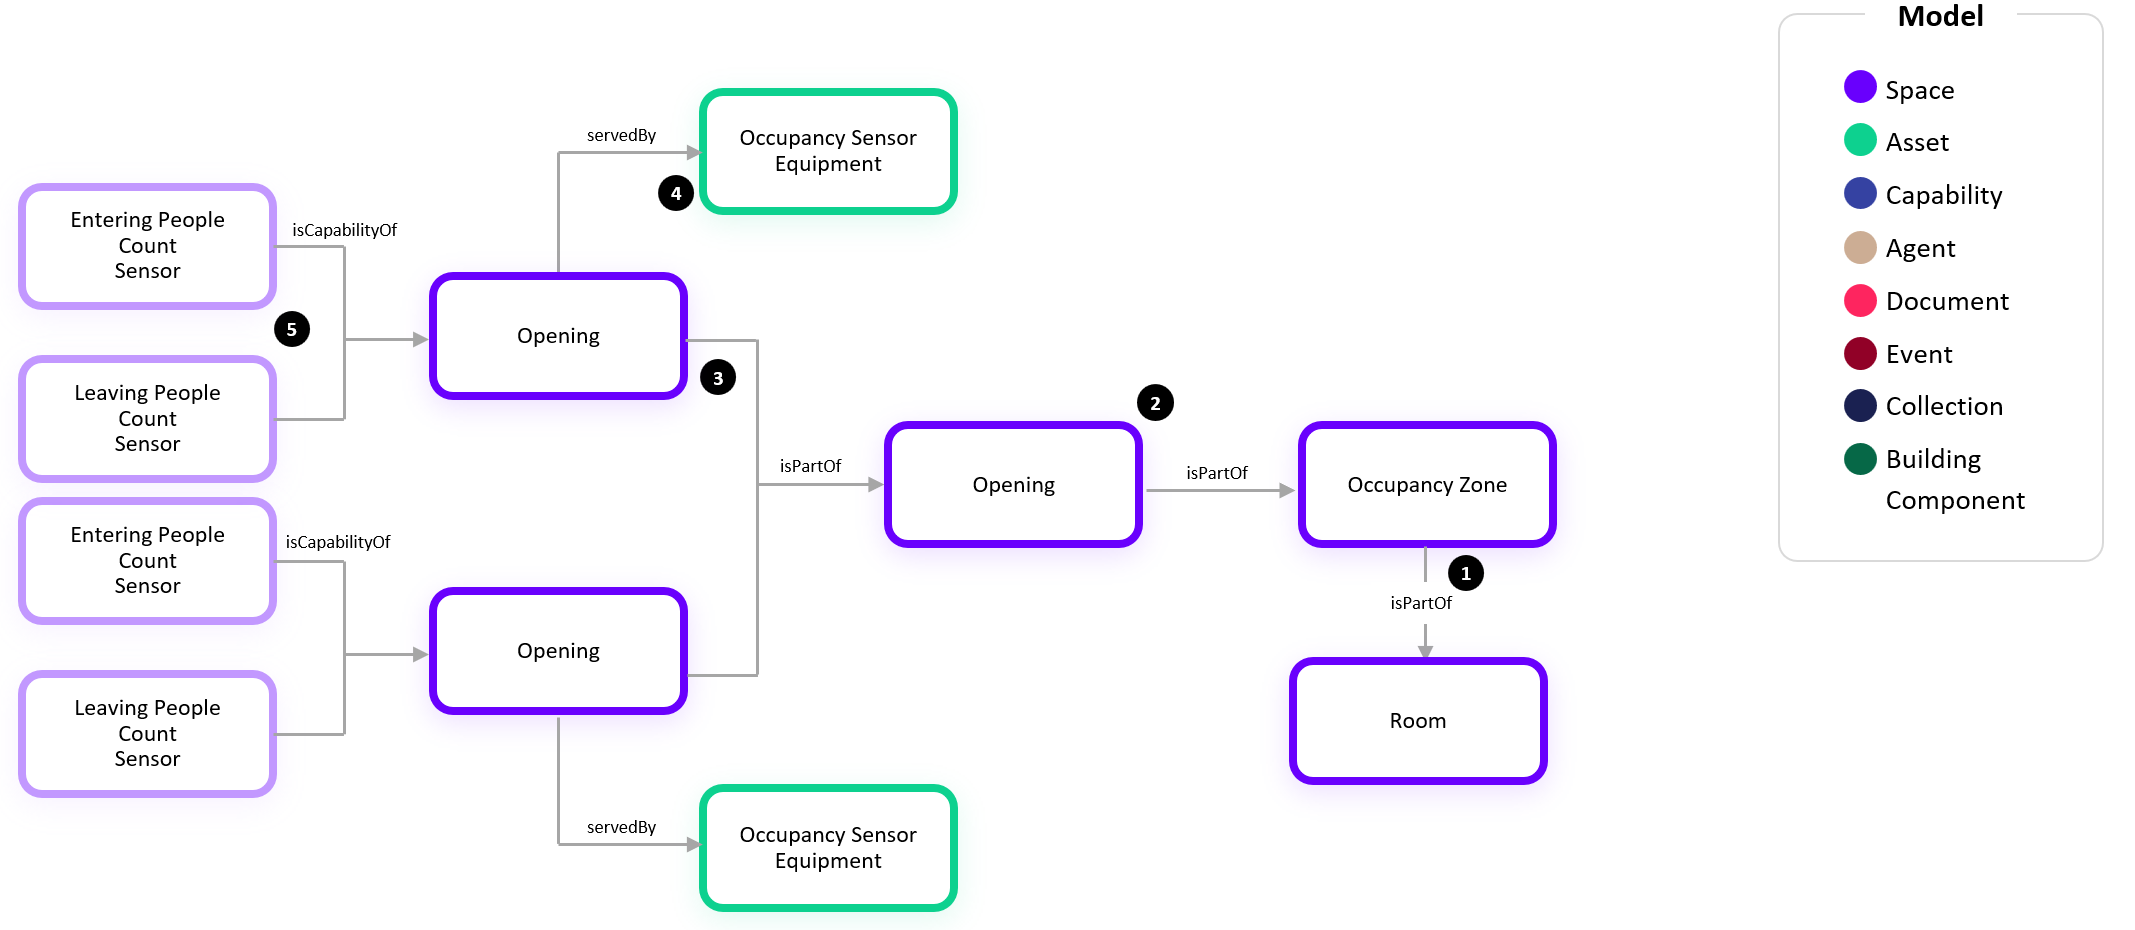 Model
Space
Asset
Capability
Agent
Document
Event
Collection
Building
Component
servedBy
Occupancy Sensor
Equipment
4
Entering People
Count
Sensor
isCapabilityOf
5
Leaving People
Count
Sensor
Opening
3
isPartOf
Opening
2
isPartOf
Occupancy Zone
1
isPartOf
Room
Entering People
Count
Sensor
isCapabilityOf
Leaving People
Count
Sensor
Opening
servedBy
Occupancy Sensor
Equipment